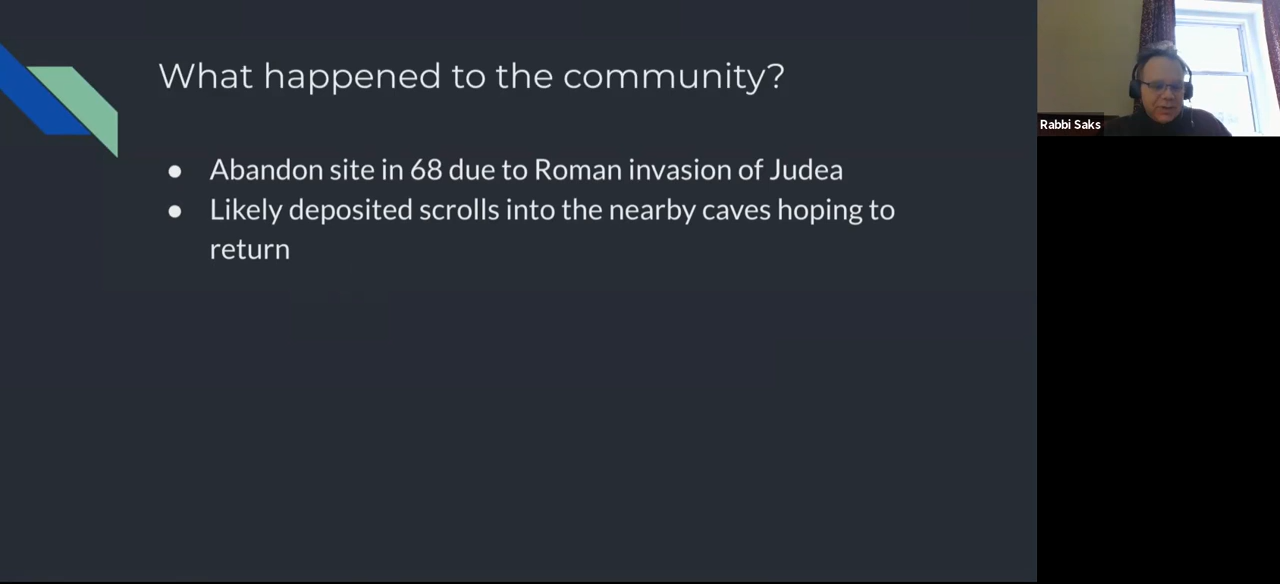 What happened to the community?
● Abandon site in 68 due to Roman invasion of Judea
● Likely deposited scrolls into the nearby caves hoping to
return
Rabbi Saks